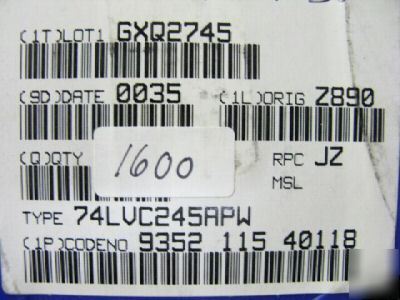 (1T)LOT1 GXQ2745
(9D)DATE 0035 (1L)ORIG Z890
(Q)QTY 1600 RPC JZ
MSL
TYPE 74LVC245APW
(1P)CODENO 9352 115 40118